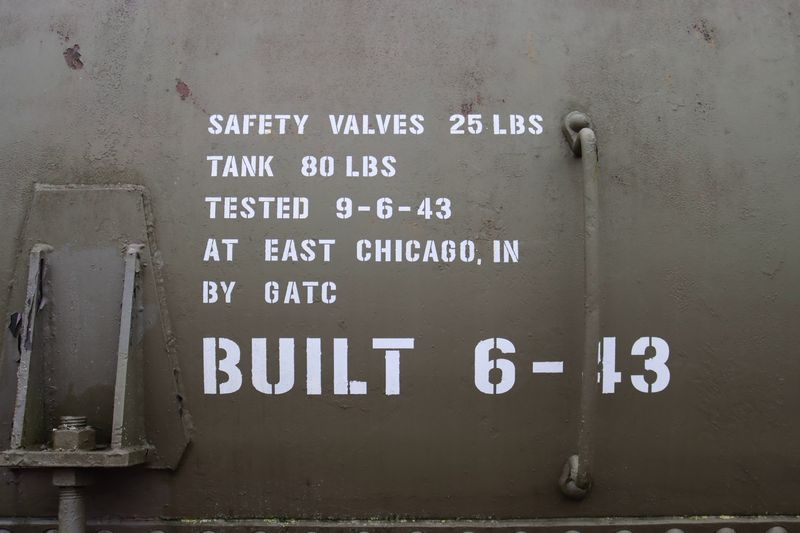 SAFETY VALVES 25 LBS
TANK 80 LBS
TESTED 9-6-43
AT EAST CHICAGO, IN
BY GATC
BUILT 6-43